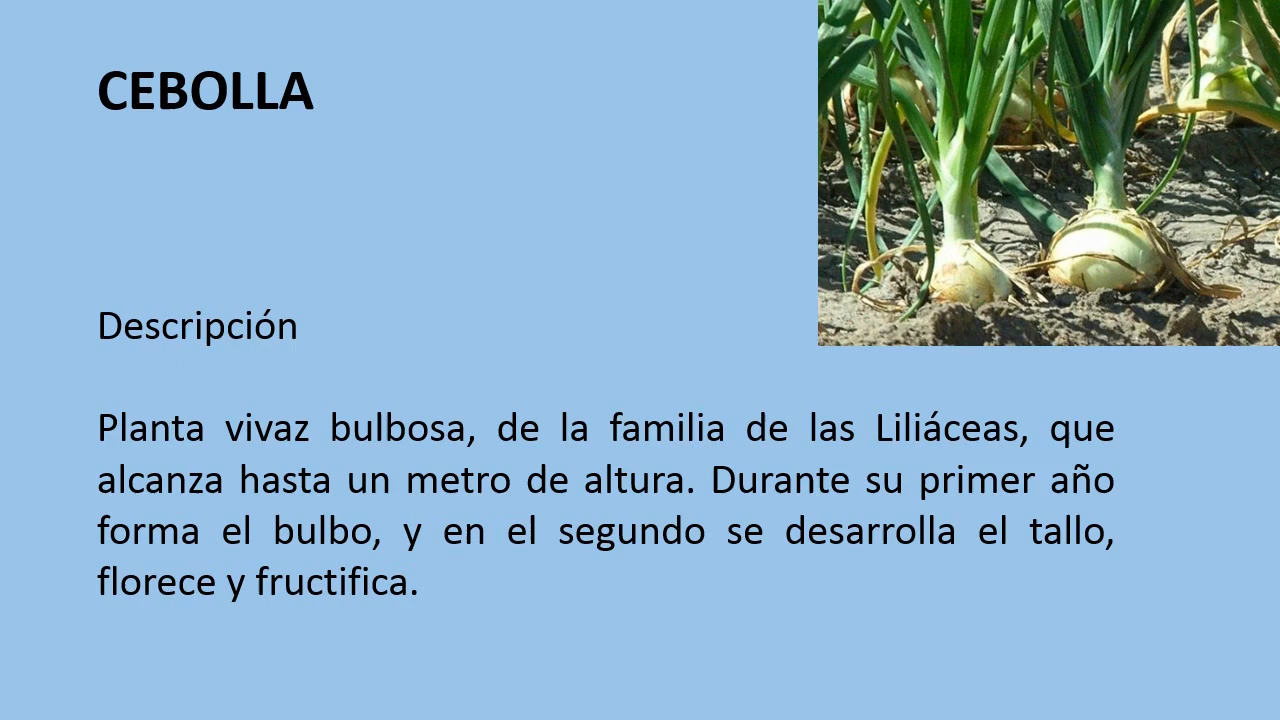 CEBOLLA
Descripción
Planta vivaz bulbosa, de la familia de las Liliáceas, que
alcanza hasta un metro de altura. Durante su primer año
forma el bulbo, y en el segundo se desarrolla el tallo,
florece y fructifica.